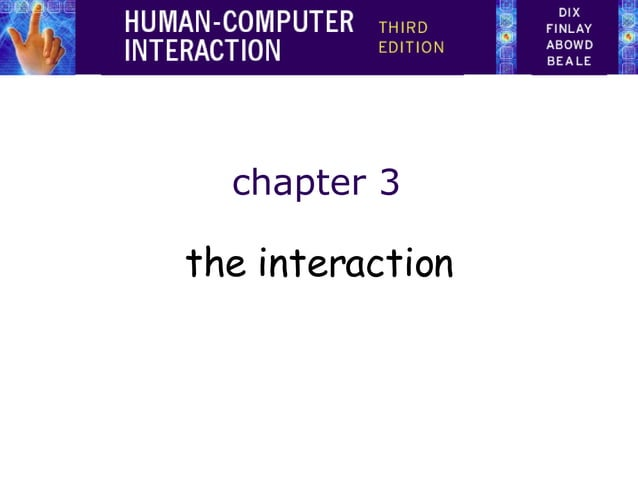 HUMAN-COMPUTER
INTERACTION
THIRD
EDITION
DIX
FINLAY
ABOWD
BEALE
chapter 3
the interaction